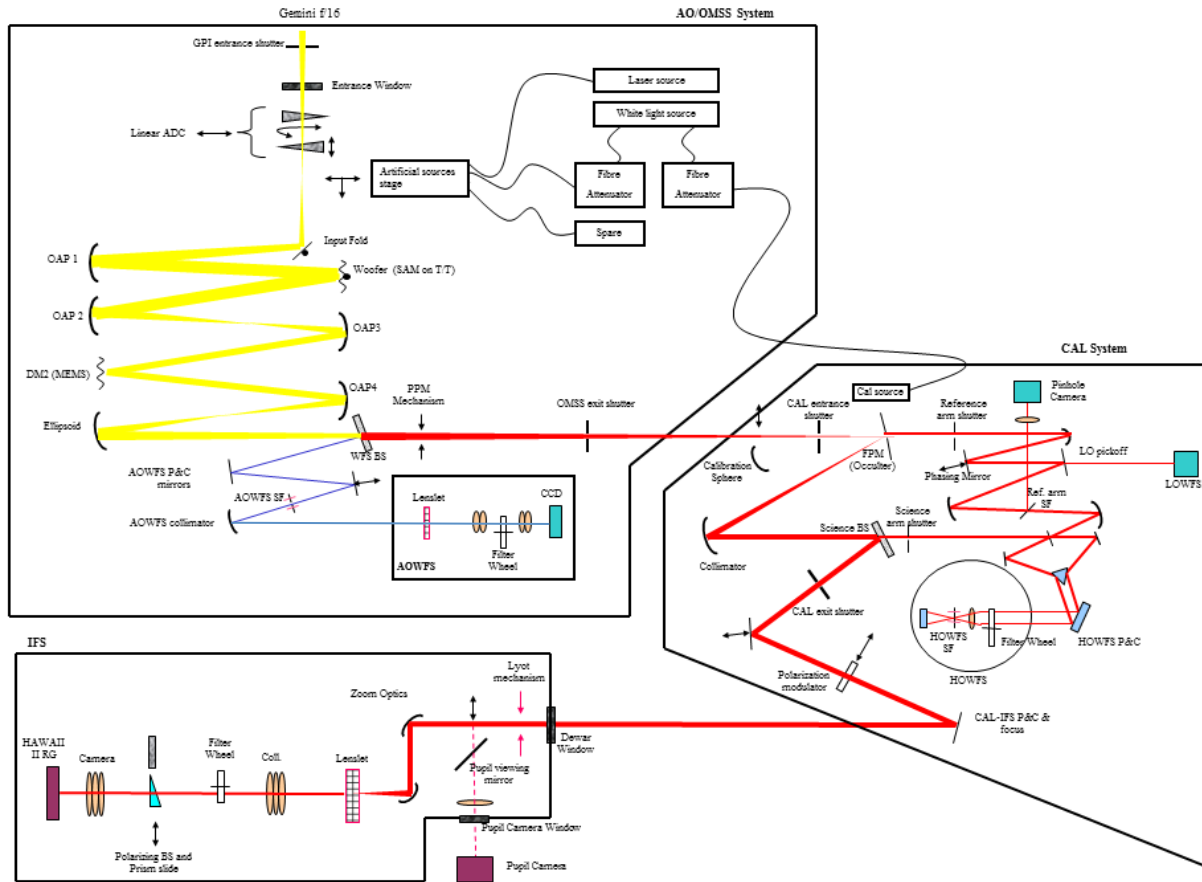 Gemini f/16
AO/OMSS System
GPI entrance shutter
Entrance Window
Linear ADC
Laser source
White light source
Artificial sources
stage
Fibre
Attenuator
Fibre
Attenuator
Spare
Input Fold
OAP 1
Woofer (SAM on T/T)
OAP 2
OAP3
DM2 (MEMS)
OAP4
PPM
Mechanism
OMSS exit shutter
Ellipsoid
WFS BS
AOWFS P&C
mirrors
AOWFS SF
AOWFS collimator
Lenslet
CCD
Filter
Wheel
AOWFS
CAL System
Cal source
Pinhole
Camera
CAL entrance
shutter
Reference
arm shutter
LO pickoff
Calibration
Sphere
FPM
(Occulter)
Phasing Mirror
LOWFS
Ref. arm
SF
Science
arm shutter
Science BS
Collimator
CAL exit shutter
HOWFS
SF
Filter Wheel
HOWFS P&C
HOWFS
Polarization
modulator
CAL-IFS P&C &
focus
IFS
Lyot
mechanism
Zoom Optics
Dewar
Window
HAWAII
II RG
Camera
Filter
Wheel
Coll.
Lenslet
Pupil viewing
mirror
Pupil Camera Window
Polarizing BS and
Prism slide
Pupil Camera